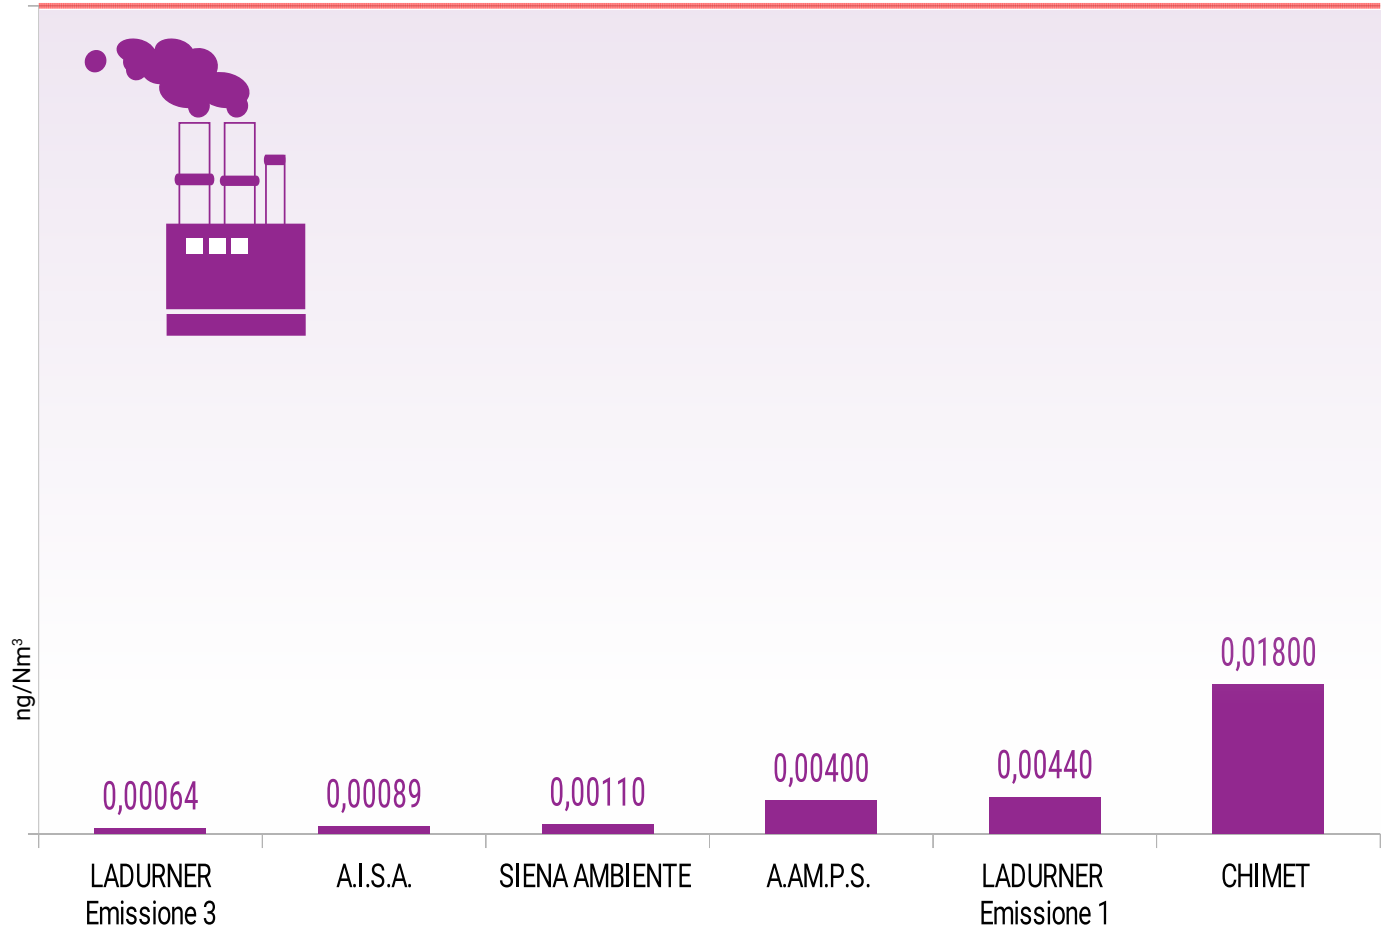 ng/Nm³
0,00064
0,00089
0,00110
0,00400
0,00440
0,01800
LADURNER
Emissione 3
A.I.S.A.
SIENA AMBIENTE
A.AM.P.S.
LADURNER
Emissione 1
CHIMET